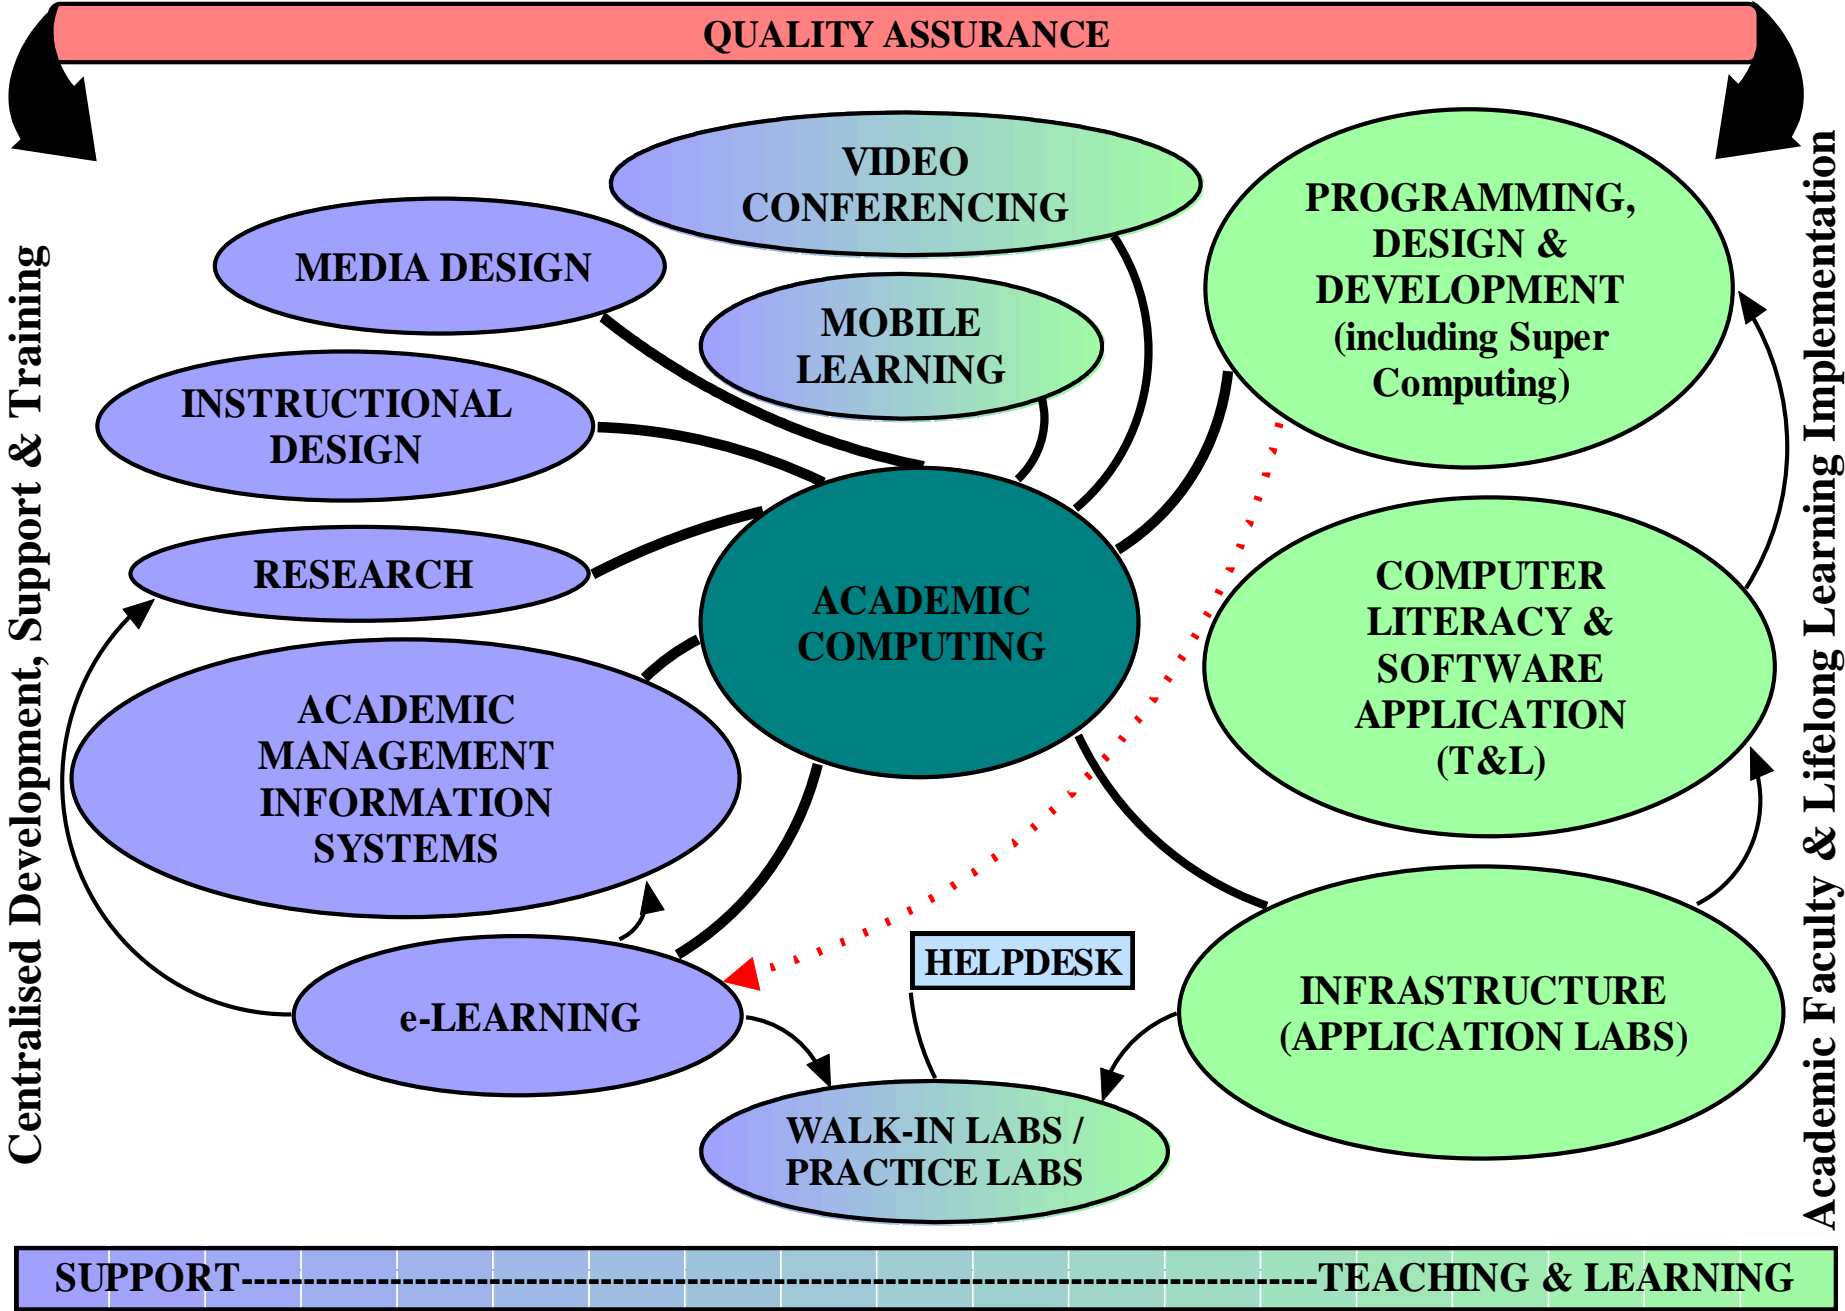 QUALITY ASSURANCE
Centralised Development, Support & Training
Academic Faculty & Lifelong Learning Implementation
VIDEO
CONFERENCING
MEDIA DESIGN
MOBILE
LEARNING
PROGRAMMING,
DESIGN &
DEVELOPMENT
(including Super
Computing)
INSTRUCTIONAL
DESIGN
RESEARCH
ACADEMIC
COMPUTING
COMPUTER
LITERACY &
SOFTWARE
APPLICATION
(T&L)
ACADEMIC
MANAGEMENT
INFORMATION
SYSTEMS
HELPDESK
e-LEARNING
INFRASTRUCTURE
(APPLICATION LABS)
WALK-IN LABS /
PRACTICE LABS
SUPPORT--------------------------------------------------------------------------------------TEACHING & LEARNING